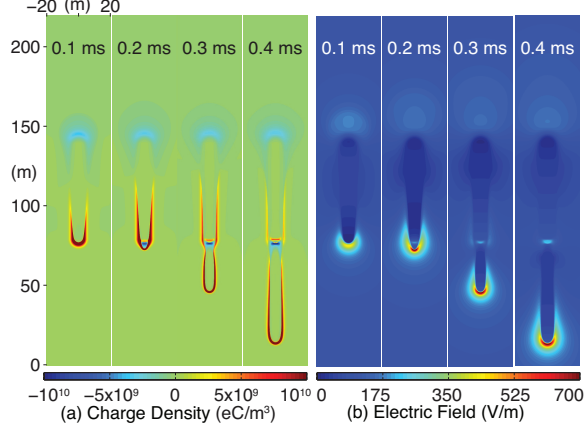 −20 (m) 20
0.1 ms 0.2 ms 0.3 ms 0.4 ms 0.1 ms 0.2 ms 0.3 ms 0.4 ms
200
150
(m)
100
50
0
−10¹⁰ −5x10⁹ 0 5x10⁹ 10¹⁰ 0 175 350 525 700
(a) Charge Density (eC/m³) (b) Electric Field (V/m)